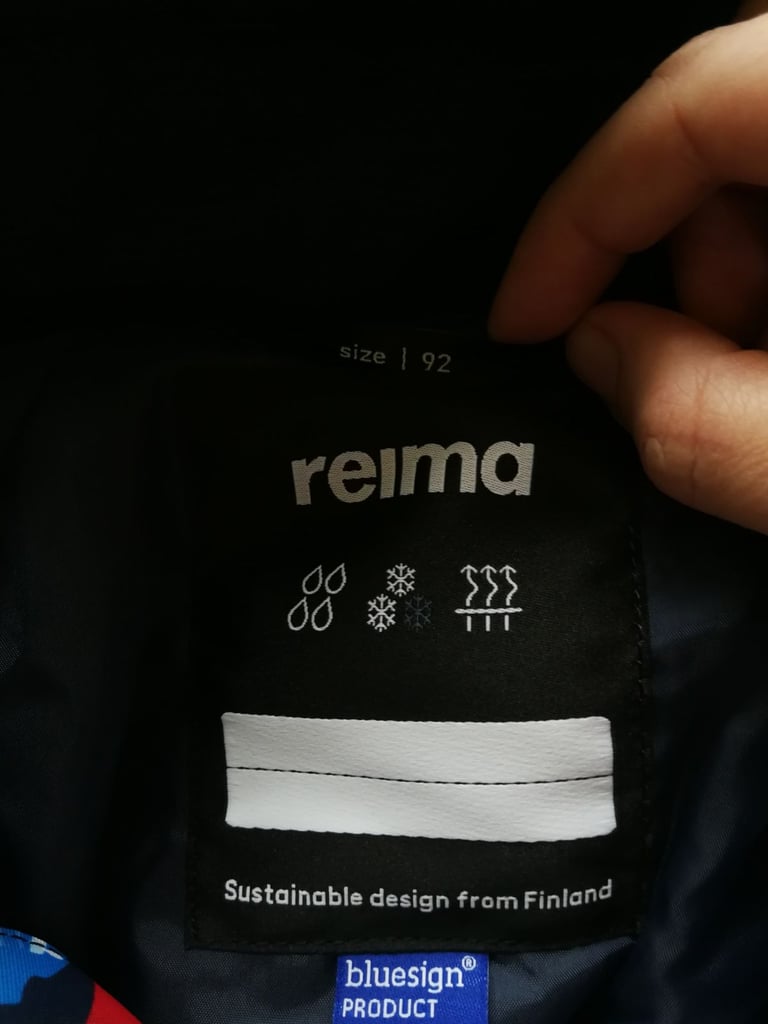 size | 92
reima
Sustainable design from Finland
bluesign®
PRODUCT